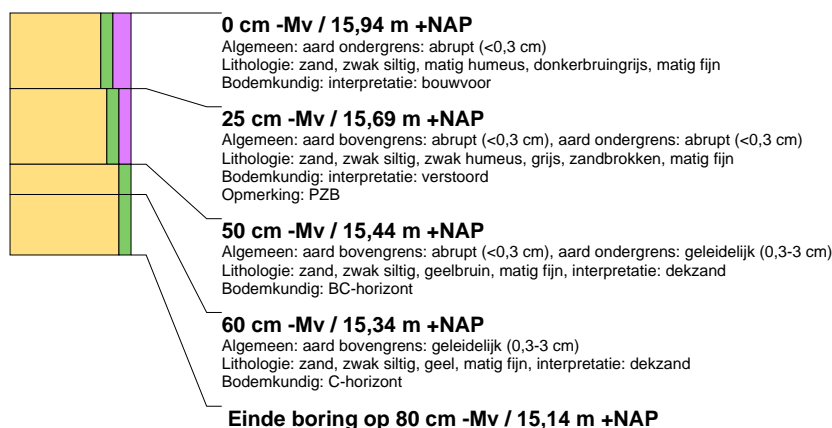 0 cm -Mv / 15,94 m +NAP
Algemeen: aard ondergrens: abrupt (<0,3 cm)
Lithologie: zand, zwak siltig, matig humeus, donkerbruingrijs, matig fijn
Bodemkundig: interpretatie: bouwvoor
25 cm -Mv / 15,69 m +NAP
Algemeen: aard bovengrens: abrupt (<0,3 cm), aard ondergrens: abrupt (<0,3 cm)
Lithologie: zand, zwak siltig, zwak humeus, grijs, zandbrokken, matig fijn
Bodemkundig: interpretatie: verstoord
Opmerking: PZB
50 cm -Mv / 15,44 m +NAP
Algemeen: aard bovengrens: abrupt (<0,3 cm), aard ondergrens: geleidelijk (0,3-3 cm)
Lithologie: zand, zwak siltig, geelbruin, matig fijn, interpretatie: dekzand
Bodemkundig: BC-horizont
60 cm -Mv / 15,34 m +NAP
Algemeen: aard bovengrens: geleidelijk (0,3-3 cm)
Lithologie: zand, zwak siltig, geel, matig fijn, interpretatie: dekzand
Bodemkundig: C-horizont
Einde boring op 80 cm -Mv / 15,14 m +NAP